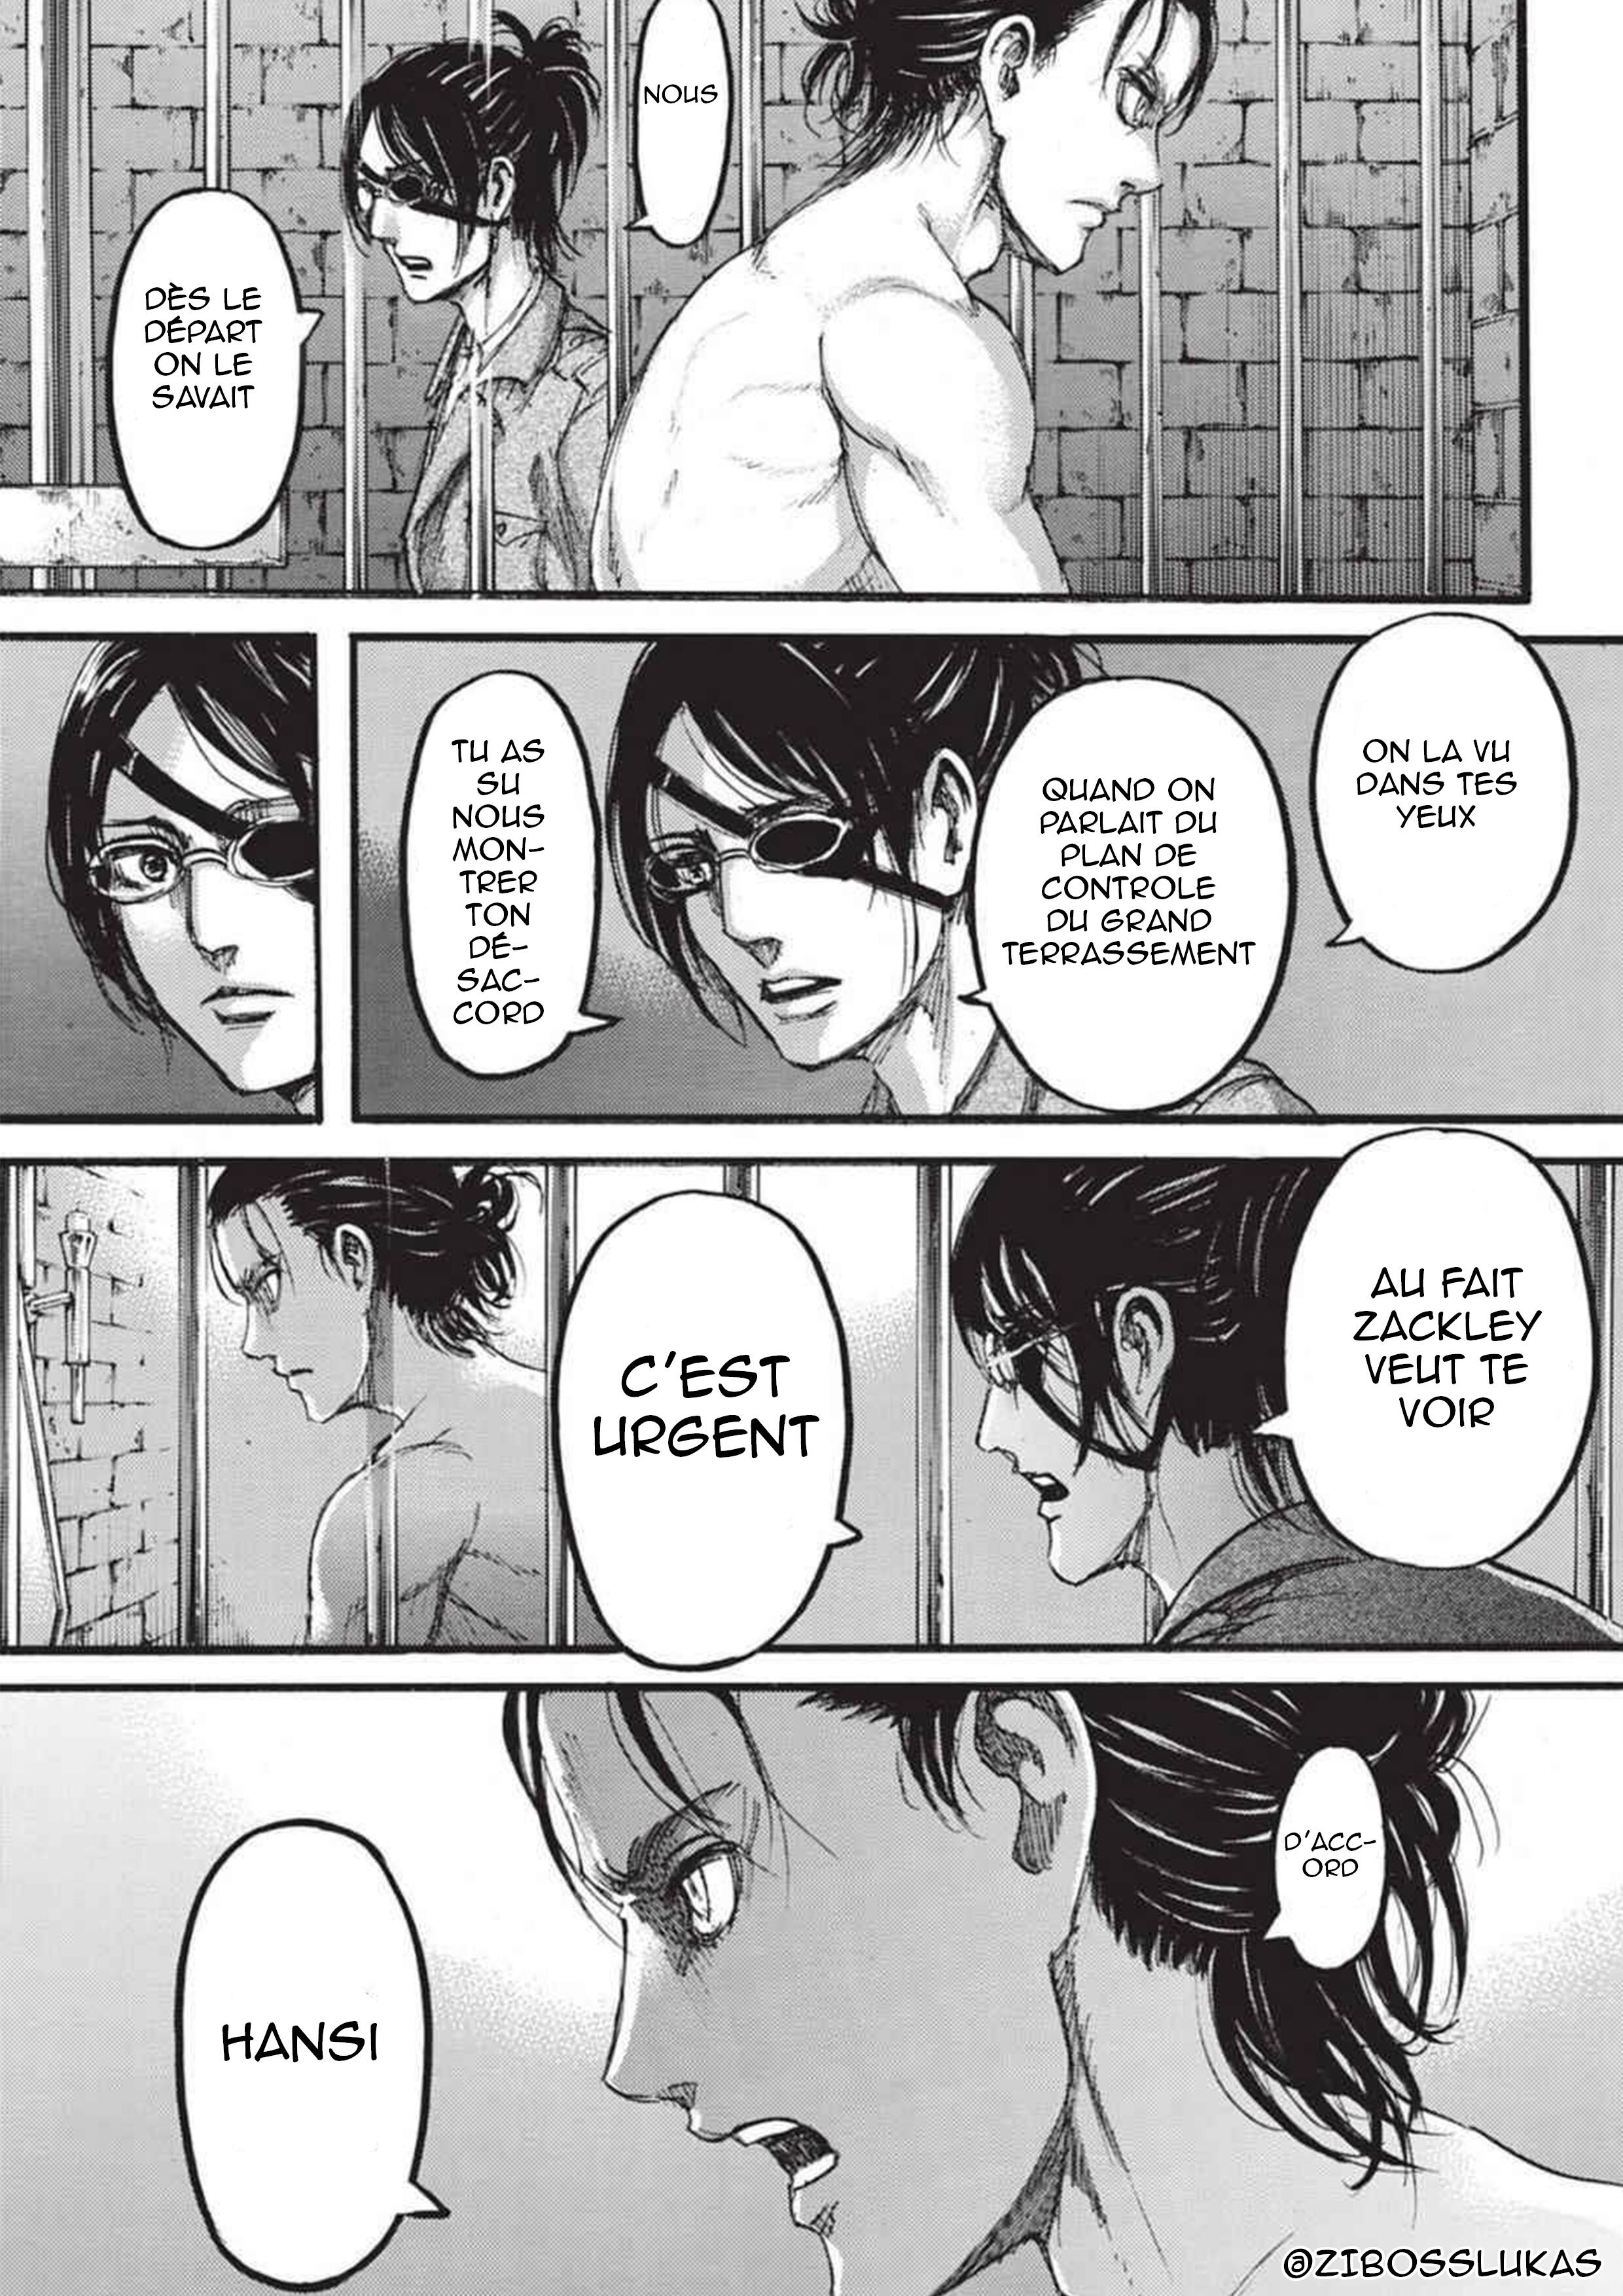 NOUS
DÈS LE
DÉPART
ON LE
SAVAIT
ON LA VU
DANS TES
YEUX
QUAND ON
PARLAIT DU
PLAN DE
CONTROLE
DU GRAND
TERRASSEMENT
TU AS
SU
NOUS
MON-
TRER
TON
DÉ-
SAC-
CORD
AU FAIT
ZACKLEY
VEUT TE
VOIR
C'EST
URGENT
D'ACC-
ORD
HANSI
@ZIBOSSLUKAS